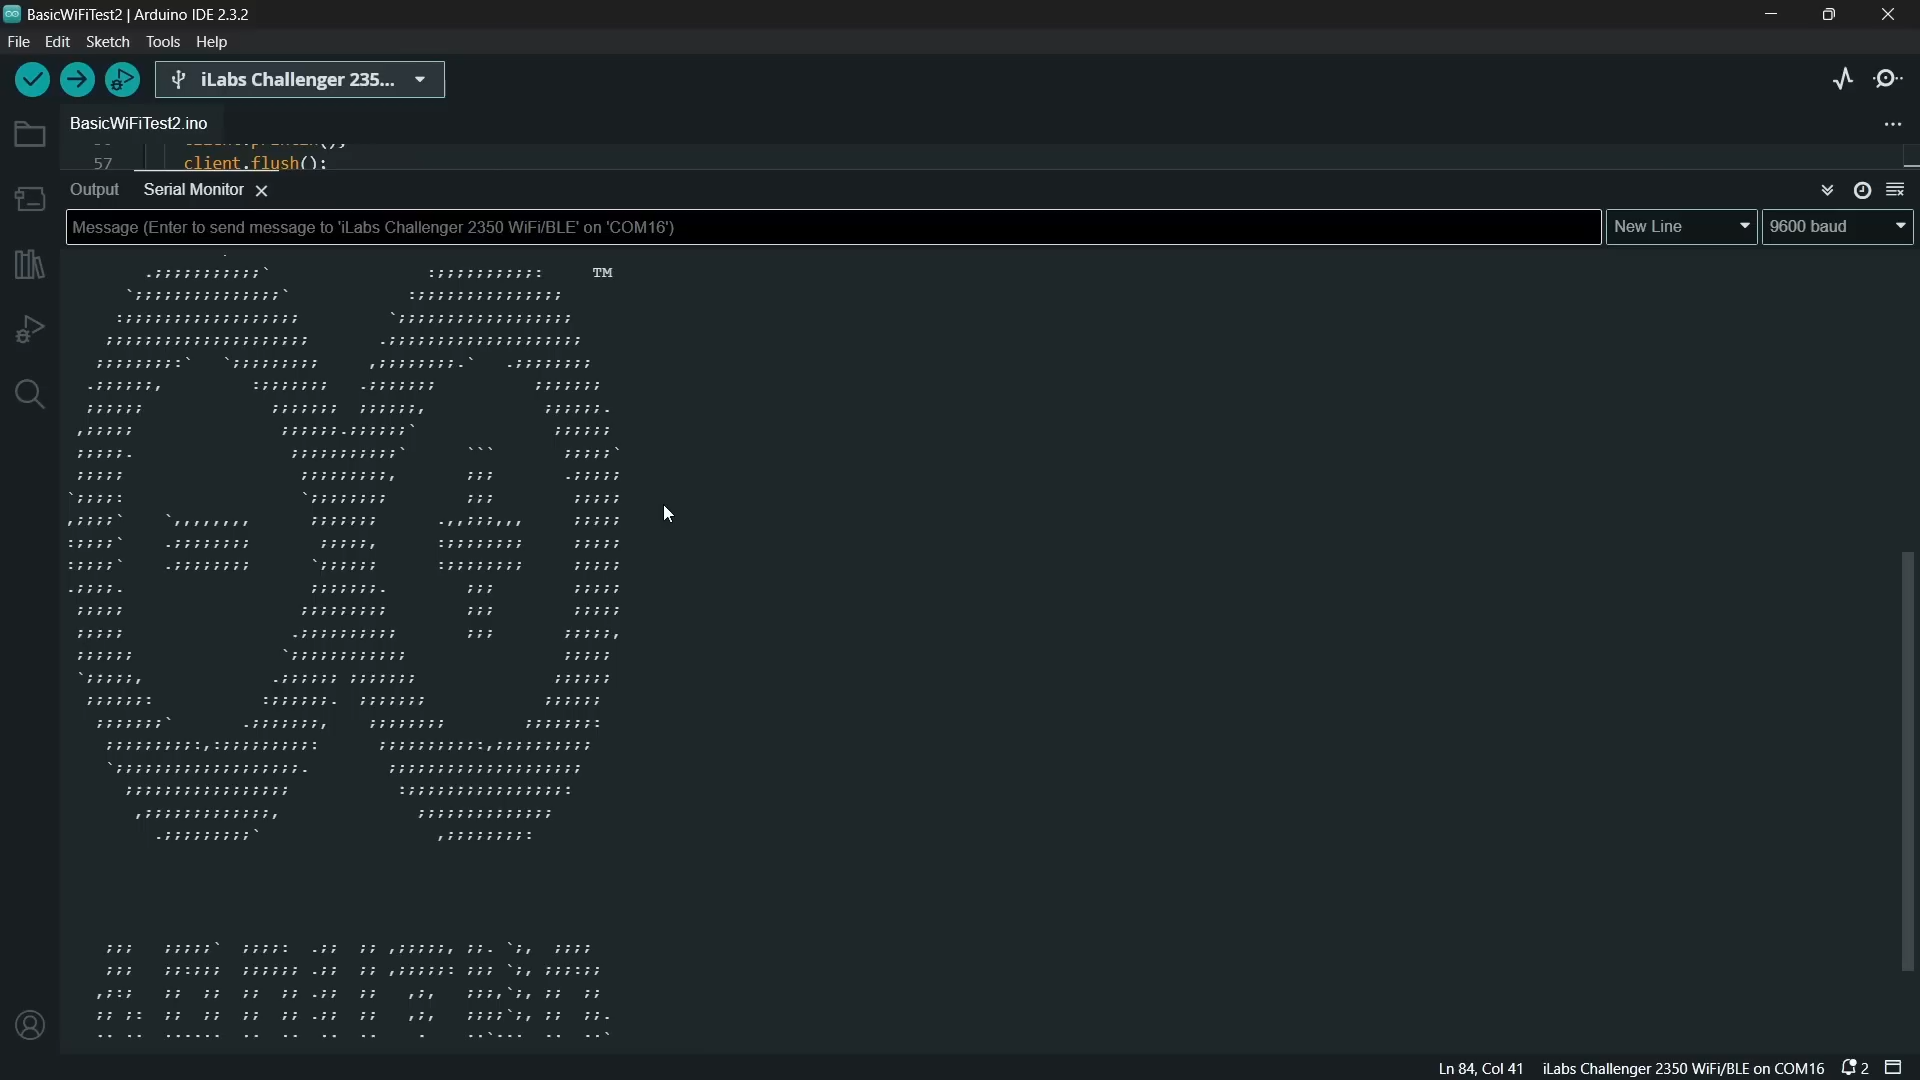 BasicWiFiTest2 | Arduino IDE 2.3.2
File Edit Sketch Tools Help
iLabs Challenger 235...
BasicWiFiTest2.ino
57 client.flush();
Output Serial Monitor
Message (Enter to send message to 'iLabs Challenger 2350 WiFi/BLE' on 'COM16')
New Line
9600 baud
TM
Ln 84, Col 41 iLabs Challenger 2350 WiFi/BLE on COM16 2